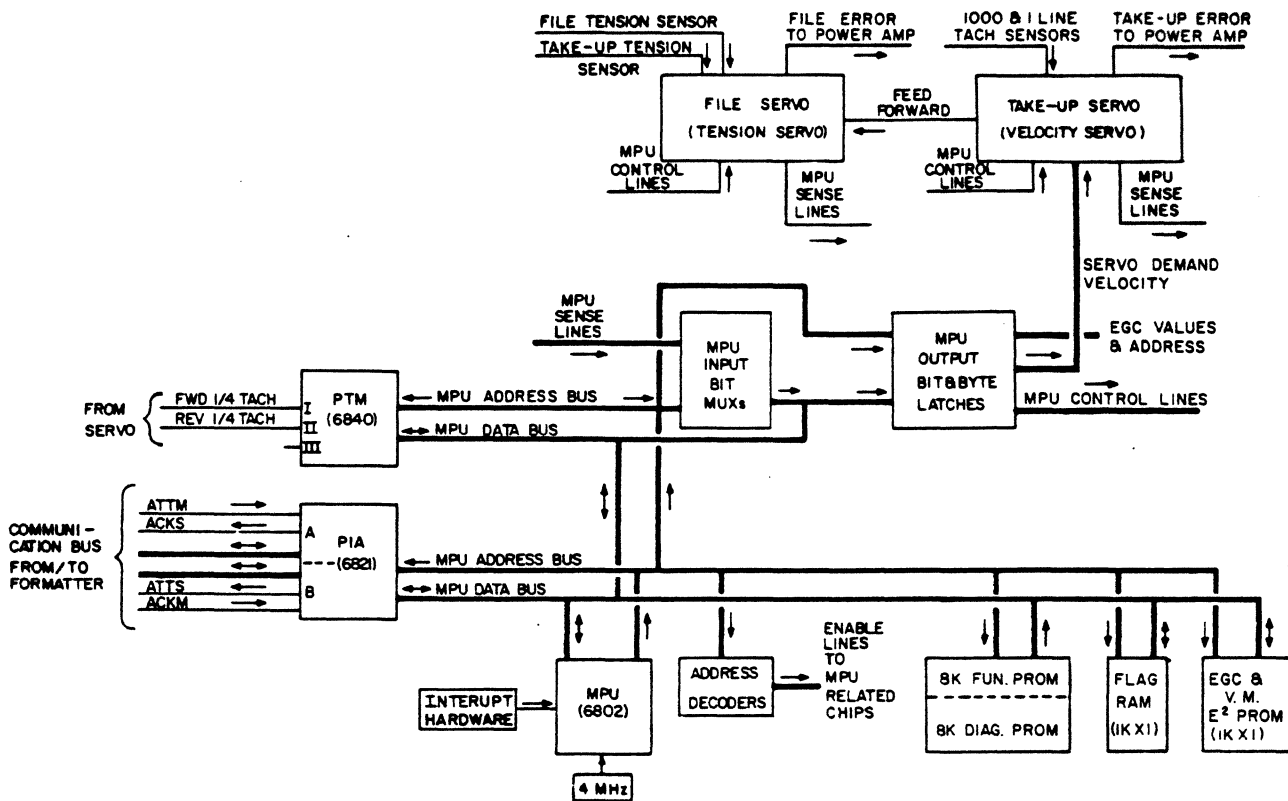 FILE TENSION SENSOR
TAKE-UP TENSION
SENSOR
FILE ERROR
TO POWER AMP
1000 & 1 LINE
TACH SENSORS
TAKE-UP ERROR
TO POWER AMP
FILE SERVO
(TENSION SERVO)
FEED
FORWARD
TAKE-UP SERVO
(VELOCITY SERVO)
MPU
CONTROL
LINES
MPU
SENSE
LINES
MPU
CONTROL
LINES
MPU
SENSE
LINES
SERVO DEMAND
VELOCITY
MPU
SENSE
LINES
MPU
INPUT
BIT
MUXs
MPU
OUTPUT
BIT & BYTE
LATCHES
EGC VALUES
& ADDRESS
MPU CONTROL LINES
FROM
SERVO
FWD 1/4 TACH
REV 1/4 TACH
I
II
III
PTM
(6840)
MPU ADDRESS BUS
MPU DATA BUS
COMMUNI-
CATION BUS
FROM/TO
FORMATTER
ATTM
ACKS
ATTS
ACKM
A
B
PIA
(6821)
MPU ADDRESS BUS
MPU DATA BUS
INTERUPT
HARDWARE
MPU
(6802)
4 MHz
ADDRESS
DECODERS
ENABLE
LINES
TO
MPU
RELATED
CHIPS
8K FUN. PROM
8K DIAG. PROM
FLAG
RAM
(1K X 1)
EGC &
V. M.
E² PROM
(1K X 1)